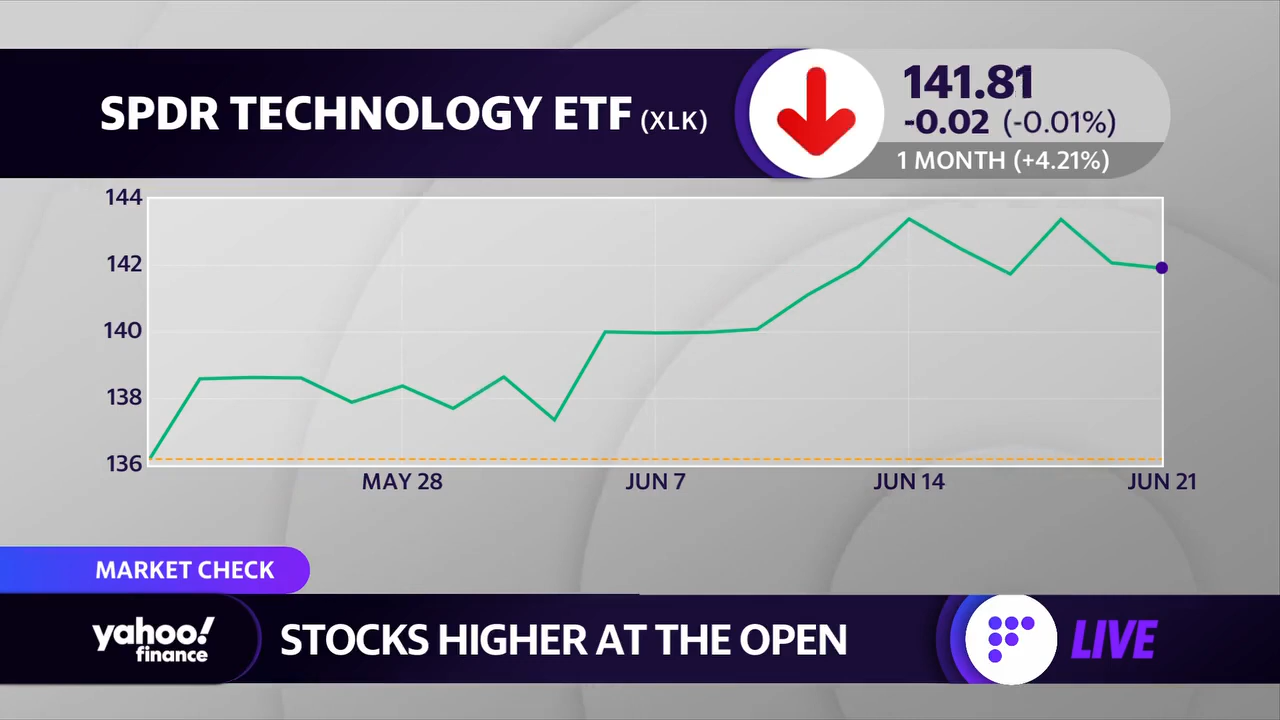 SPDR TECHNOLOGY ETF (XLK)
141.81
-0.02 (-0.01%)
1 MONTH (+4.21%)
144
142
140
138
136
MAY 28 JUN 7 JUN 14 JUN 21
MARKET CHECK
yahoo!
finance
STOCKS HIGHER AT THE OPEN
LIVE